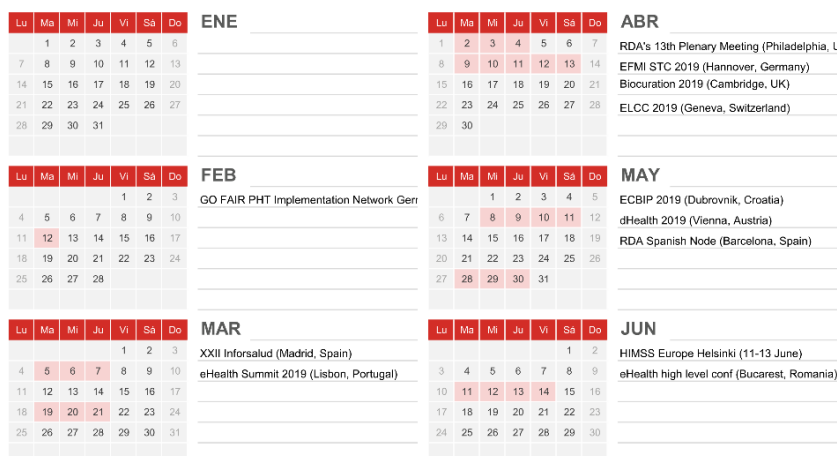 Lu Ma Mi Ju Vi Sá Do
ENE
1 2 3 4 5 6
7 8 9 10 11 12 13
14 15 16 17 18 19 20
21 22 23 24 25 26 27
28 29 30 31
Lu Ma Mi Ju Vi Sá Do
FEB
GO FAIR PHT Implementation Network Ger
1 2 3
4 5 6 7 8 9 10
11 12 13 14 15 16 17
18 19 20 21 22 23 24
25 26 27 28
Lu Ma Mi Ju Vi Sá Do
MAR
XXII Inforsalud (Madrid, Spain)
eHealth Summit 2019 (Lisbon, Portugal)
1 2 3
4 5 6 7 8 9 10
11 12 13 14 15 16 17
18 19 20 21 22 23 24
25 26 27 28 29 30 31
Lu Ma Mi Ju Vi Sá Do
ABR
RDA's 13th Plenary Meeting (Philadelphia,
EFMI STC 2019 (Hannover, Germany)
Biocuration 2019 (Cambridge, UK)
ELCC 2019 (Geneva, Switzerland)
1 2 3 4 5 6 7
8 9 10 11 12 13 14
15 16 17 18 19 20 21
22 23 24 25 26 27 28
29 30
Lu Ma Mi Ju Vi Sá Do
MAY
ECBIP 2019 (Dubrovnik, Croatia)
dHealth 2019 (Vienna, Austria)
RDA Spanish Node (Barcelona, Spain)
1 2 3 4 5
6 7 8 9 10 11 12
13 14 15 16 17 18 19
20 21 22 23 24 25 26
27 28 29 30 31
Lu Ma Mi Ju Vi Sá Do
JUN
HIMSS Europe Helsinki (11-13 June)
eHealth high level conf (Bucarest, Romania)
1 2
3 4 5 6 7 8 9
10 11 12 13 14 15 16
17 18 19 20 21 22 23
24 25 26 27 28 29 30